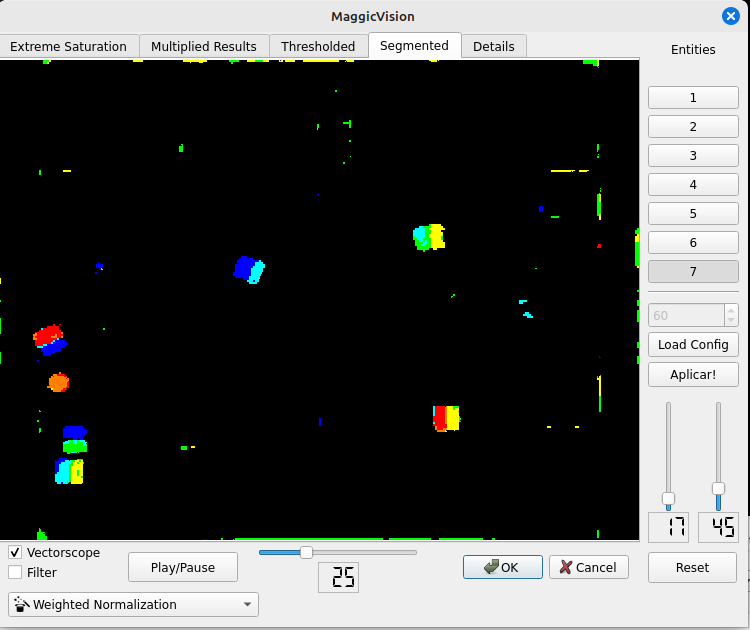 MaggicVision
Extreme Saturation
Multiplied Results
Thresholded
Segmented
Details
Entities
1
2
3
4
5
6
7
60
Load Config
Aplicar!
17
45
Vectorscope
Filter
Play/Pause
25
OK
Cancel
Reset
Weighted Normalization